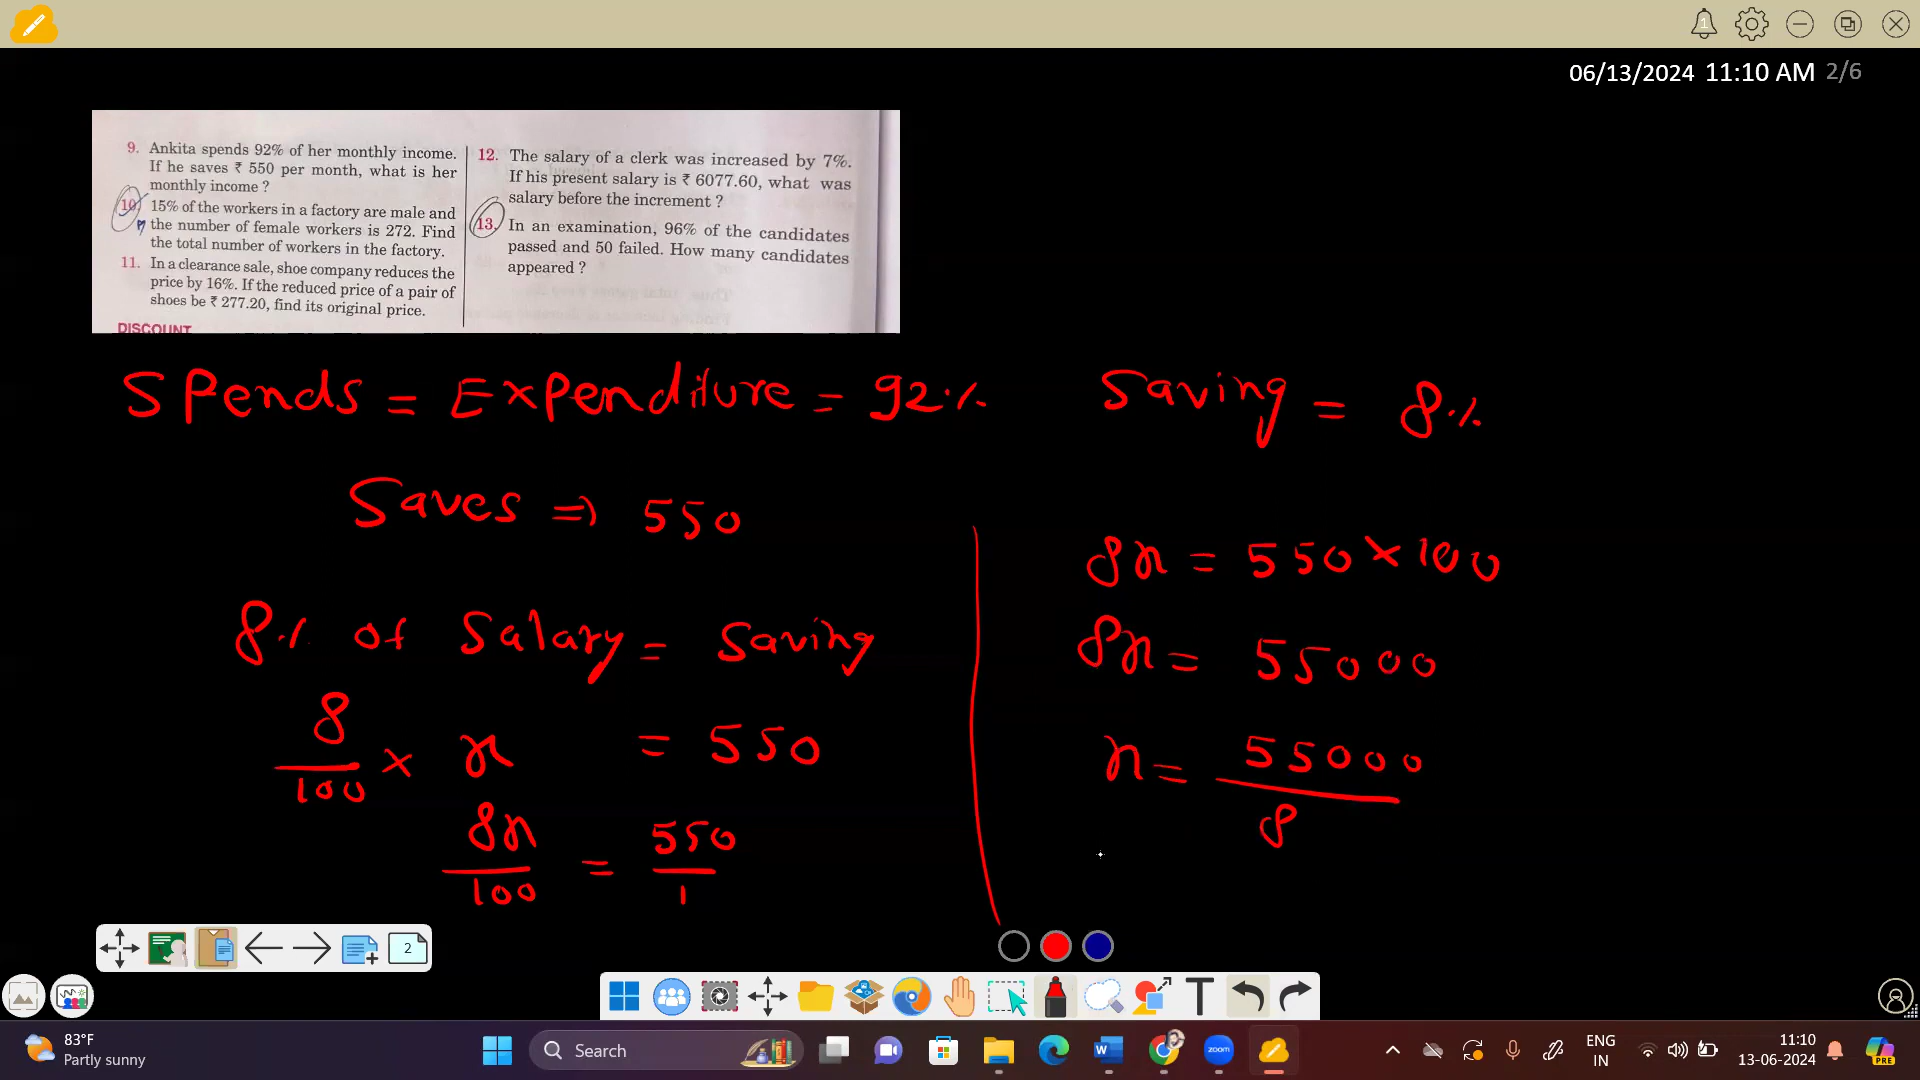 06/13/2024 11:10 AM 2/6
9. Ankita spends 92% of her monthly income.
If he saves ₹ 550 per month, what is her
monthly income ?
10. 15% of the workers in a factory are male and
the number of female workers is 272. Find
the total number of workers in the factory.
11. In a clearance sale, shoe company reduces the
price by 16%. If the reduced price of a pair of
shoes be ₹ 277.20, find its original price.
DISCOUNT
12. The salary of a clerk was increased by 7%.
If his present salary is ₹ 6077.60, what was
salary before the increment ?
13. In an examination, 96% of the candidates
passed and 50 failed. How many candidates
appeared ?
Spends = Expenditure = 92%
Saving = 8%
Saves => 550
8% of Salary = Saving
8/100 × x = 550
8x/100 = 550/1
8x = 550 × 100
8x = 55000
x = 55000/8
2
1
T
83°F
Partly sunny
Search
zoom
ENG
IN
11:10
13-06-2024
PRE